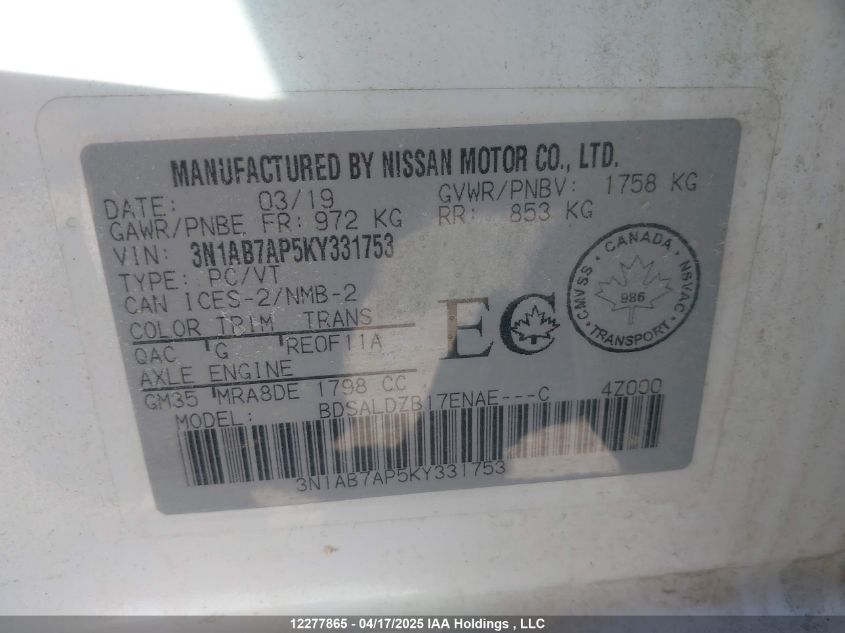 MANUFACTURED BY NISSAN MOTOR CO., LTD.
DATE: 03/19 GVWR/PNBV: 1758 KG
GAWR/PNBE FR: 972 KG RR: 853 KG
VIN: 3N1AB7AP5KY331753
TYPE: PC/VT
CAN ICES-2/NMB-2
COLOR TRIM TRANS
QAC G RE0F11A
AXLE ENGINE
GM35 MRA8DE 1798 CC
MODEL: BDSALDZB17ENAE---C 4Z000
EC
CANADA
CMVSS NSVAC
986
TRANSPORT
3N1AB7AP5KY331753
12277865 - 04/17/2025 IAA Holdings , LLC